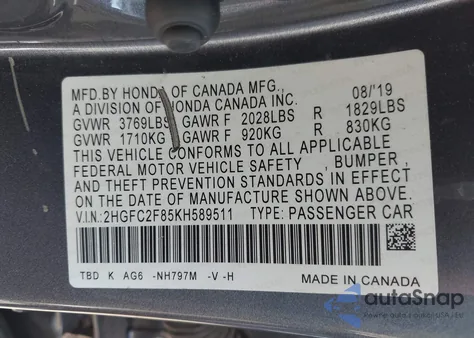 MFD. BY HONDA OF CANADA MFG.,
A DIVISION OF HONDA CANADA INC. 08/'19
GVWR 3769LBS GAWR F 2028LBS R 1829LBS
GVWR 1710KG GAWR F 920KG R 830KG
THIS VEHICLE CONFORMS TO ALL APPLICABLE
FEDERAL MOTOR VEHICLE SAFETY , BUMPER ,
AND THEFT PREVENTION STANDARDS IN EFFECT
ON THE DATE OF MANUFACTURE SHOWN ABOVE.
V.I.N: 2HGFC2F85KH589511 TYPE: PASSENGER CAR
TBD K AG6 -NH797M -V -H
MADE IN CANADA
autoSnap